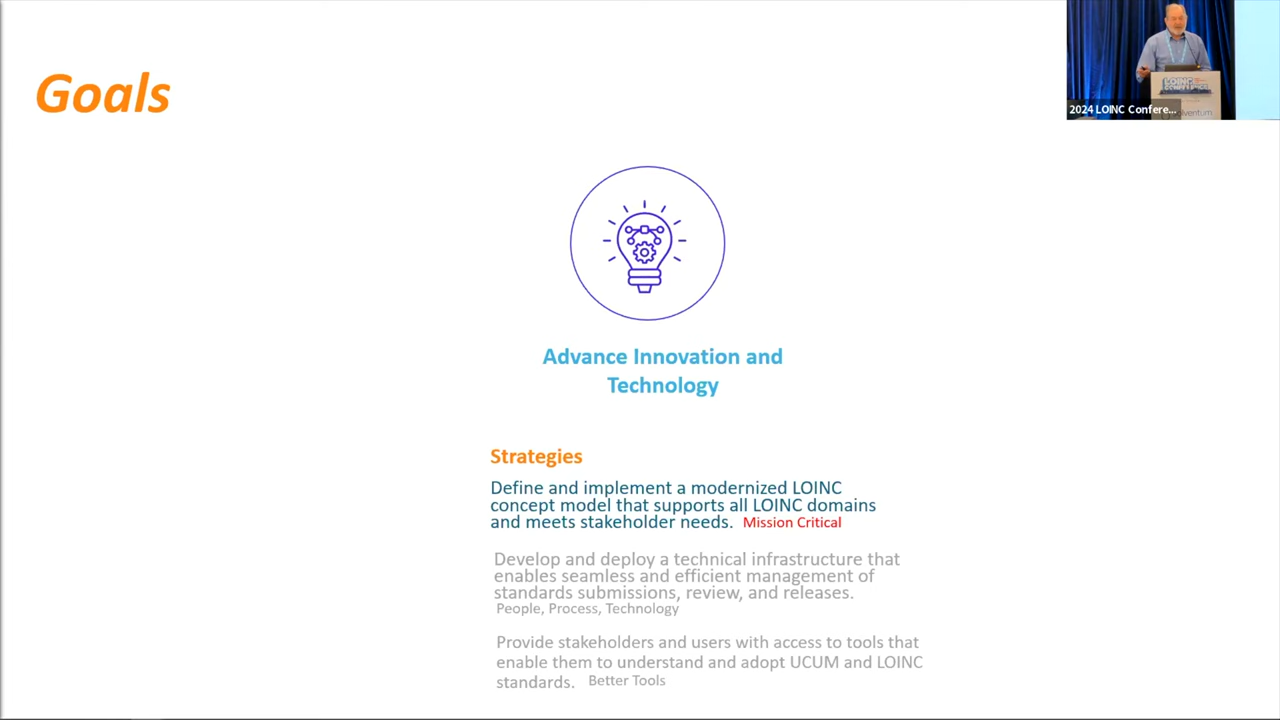 Goals
2024 LOINC Confere...
LOINC
CONFERENCE
solventum
Advance Innovation and
Technology
Strategies
Define and implement a modernized LOINC
concept model that supports all LOINC domains
and meets stakeholder needs. Mission Critical
Develop and deploy a technical infrastructure that
enables seamless and efficient management of
standards submissions, review, and releases.
People, Process, Technology
Provide stakeholders and users with access to tools that
enable them to understand and adopt UCUM and LOINC
standards. Better Tools